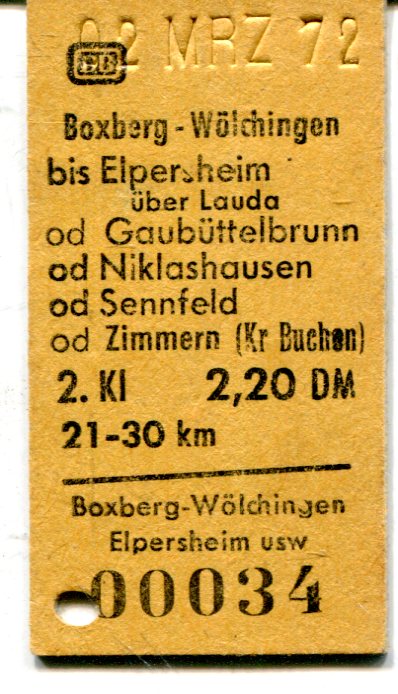 02 MRZ 72
DB
Boxberg-Wölchingen
bis Elpersheim
über Lauda
od Gaubüttelbrunn
od Niklashausen
od Sennfeld
od Zimmern (Kr Buchen)
2. Kl 2,20 DM
21-30 km
Boxberg-Wölchingen
Elpersheim usw
00034